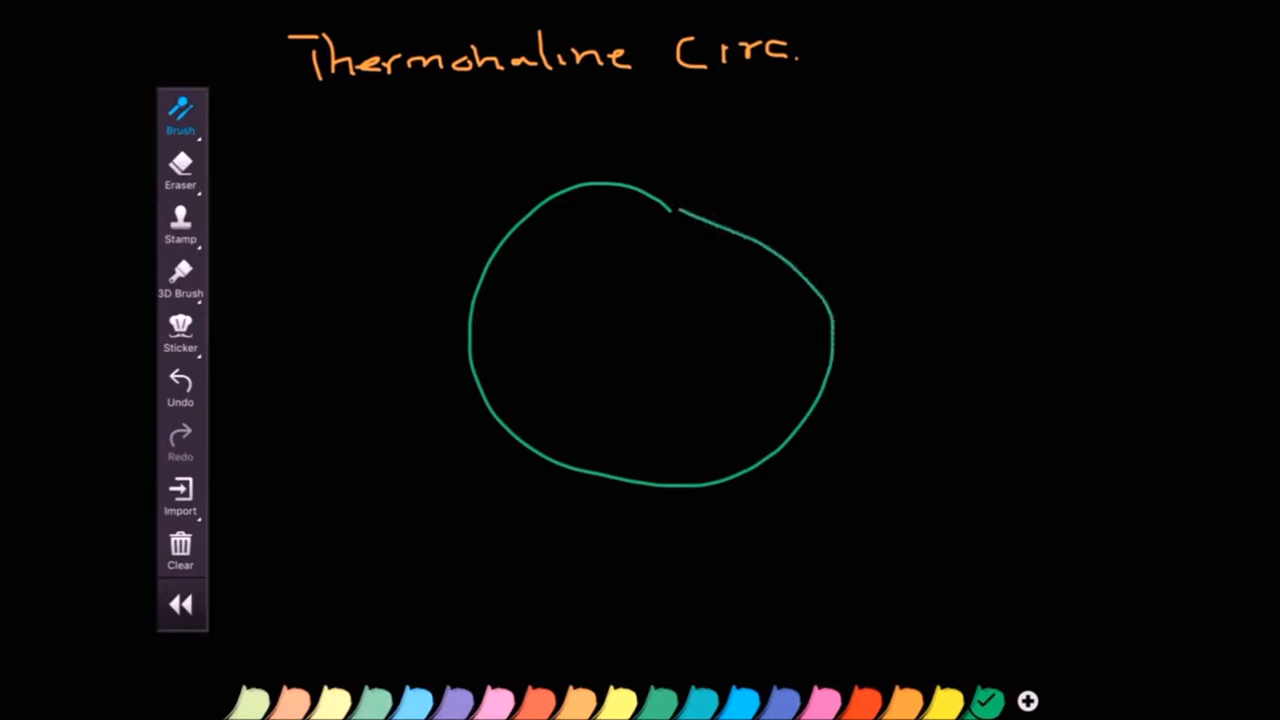 Thermohaline Circ.
Brush
Eraser
Stamp
3D Brush
Sticker
Undo
Redo
Import
Clear